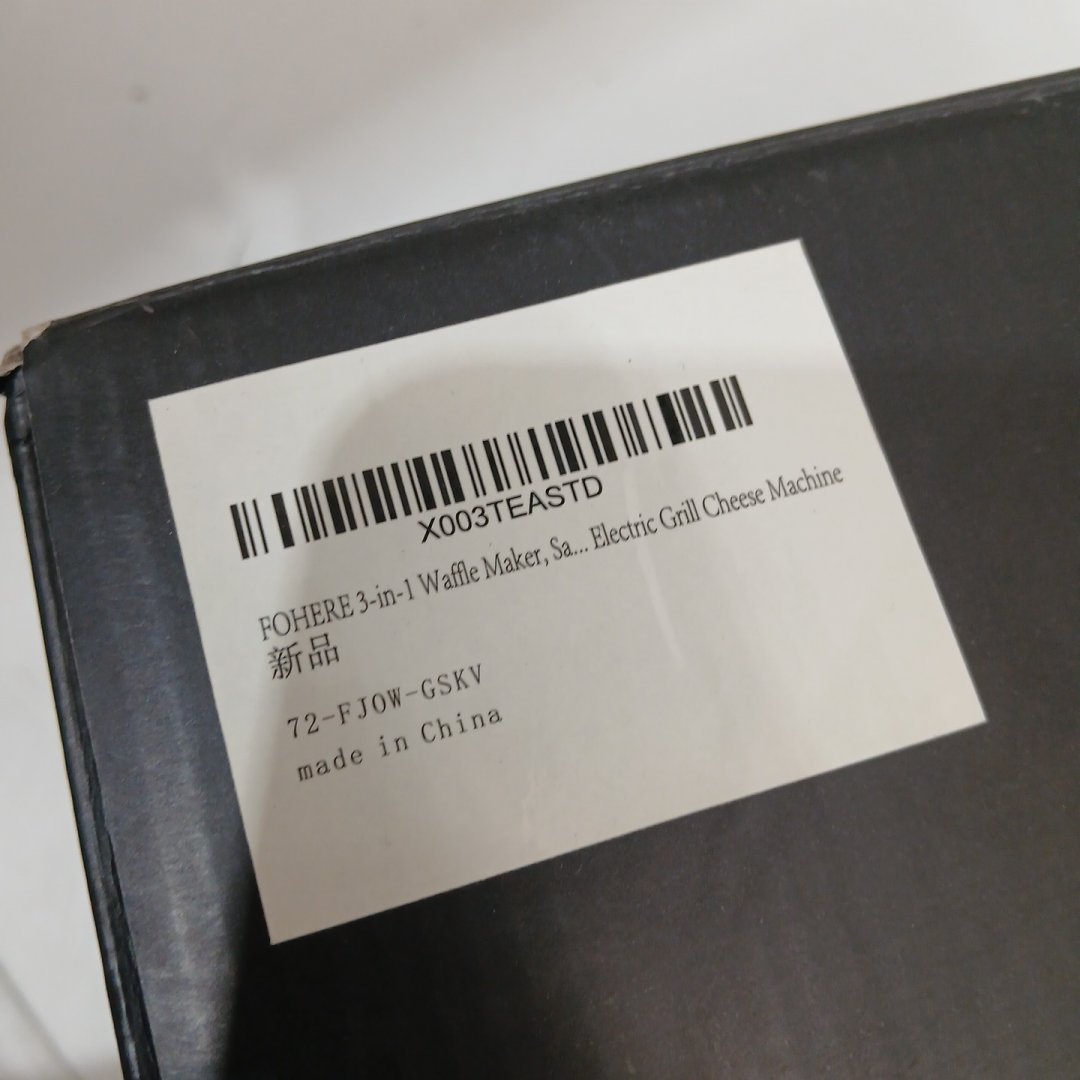 X003TEASTD
FOHERE 3-in-1 Waffle Maker, Sa... Electric Grill Cheese Machine
新品
72-FJOW-GSKV
made in China